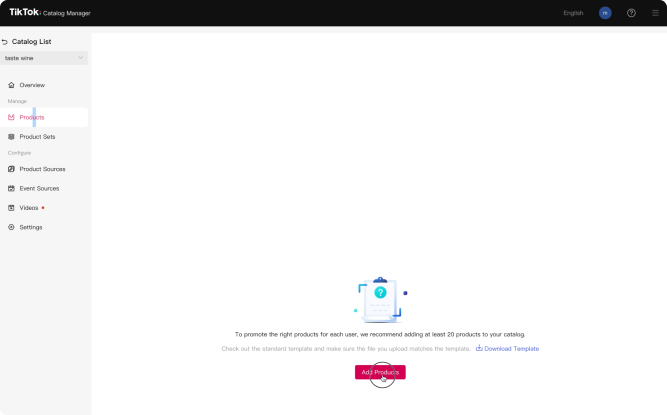 TikTok: Catalog Manager
English
m
Catalog List
taste wine
Overview
Manage
Products
Product Sets
Configure
Product Sources
Event Sources
Videos
Settings
To promote the right products for each user, we recommend adding at least 20 products to your catalog.
Check out the standard template and make sure the file you upload matches the template. Download Template
Add Products